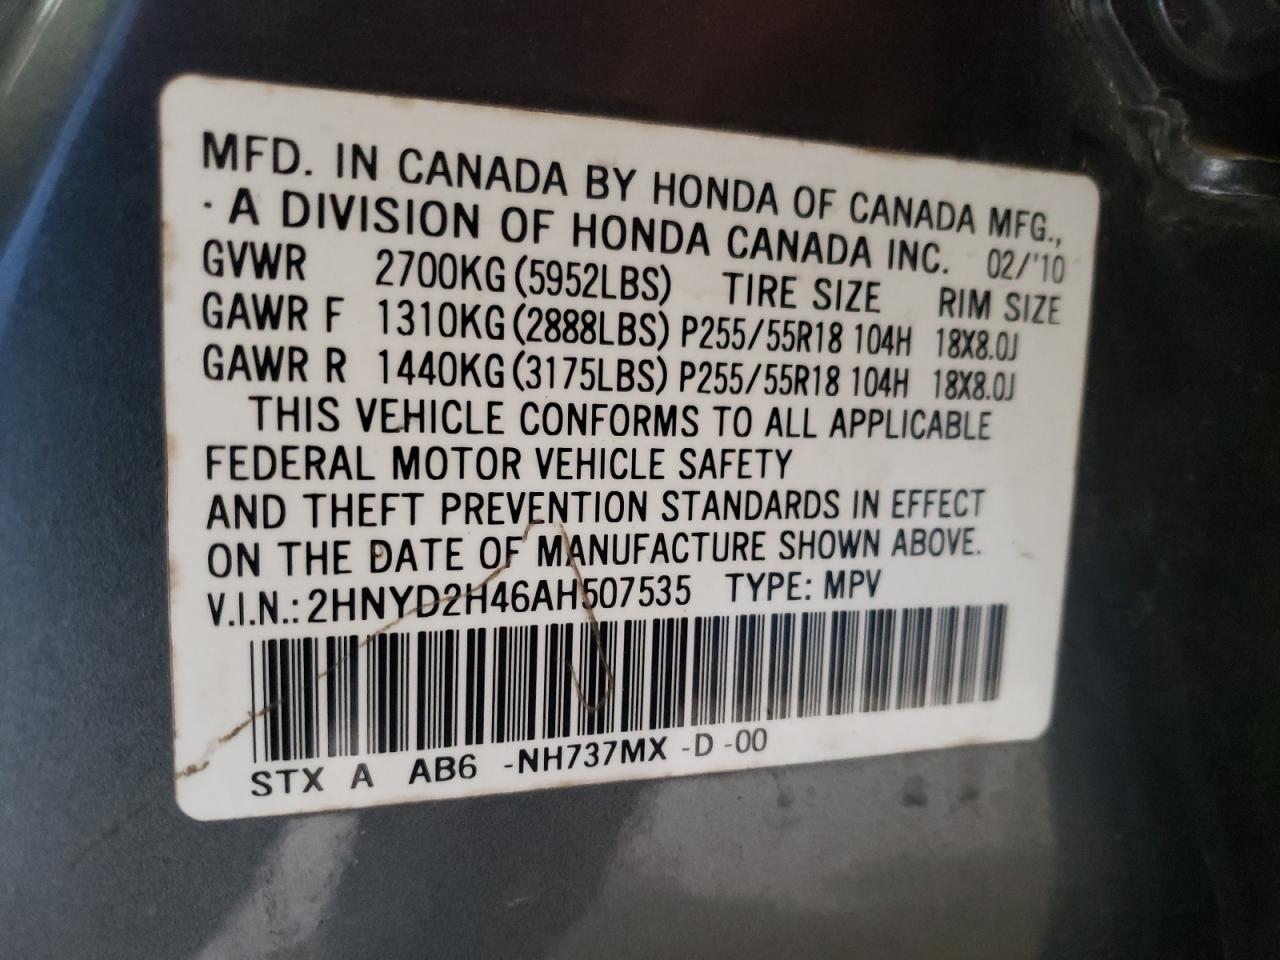 MFD. IN CANADA BY HONDA OF CANADA MFG.,
· A DIVISION OF HONDA CANADA INC. 02/'10
GVWR 2700KG (5952LBS) TIRE SIZE RIM SIZE
GAWR F 1310KG (2888LBS) P255/55R18 104H 18X8.0J
GAWR R 1440KG (3175LBS) P255/55R18 104H 18X8.0J
THIS VEHICLE CONFORMS TO ALL APPLICABLE
FEDERAL MOTOR VEHICLE SAFETY
AND THEFT PREVENTION STANDARDS IN EFFECT
ON THE DATE OF MANUFACTURE SHOWN ABOVE.
V.I.N.: 2HNYD2H46AH507535 TYPE: MPV
STX A AB6 -NH737MX -D -00